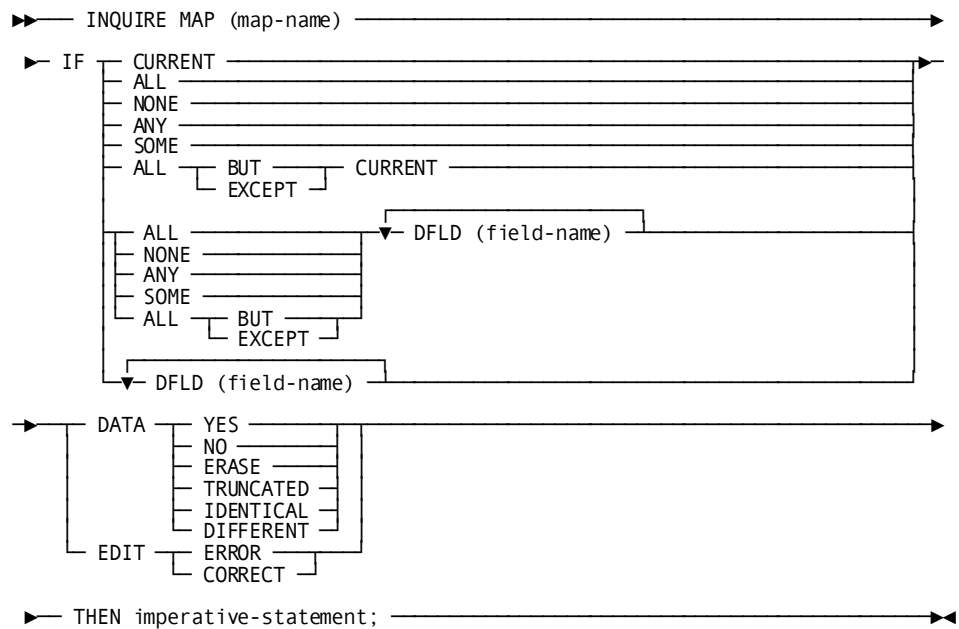 INQUIRE MAP (map-name)
IF CURRENT
ALL
NONE
ANY
SOME
ALL BUT CURRENT
EXCEPT
ALL DFLD (field-name)
NONE
ANY
SOME
ALL BUT
EXCEPT
DFLD (field-name)
DATA YES
NO
ERASE
TRUNCATED
IDENTICAL
DIFFERENT
EDIT ERROR
CORRECT
THEN imperative-statement;